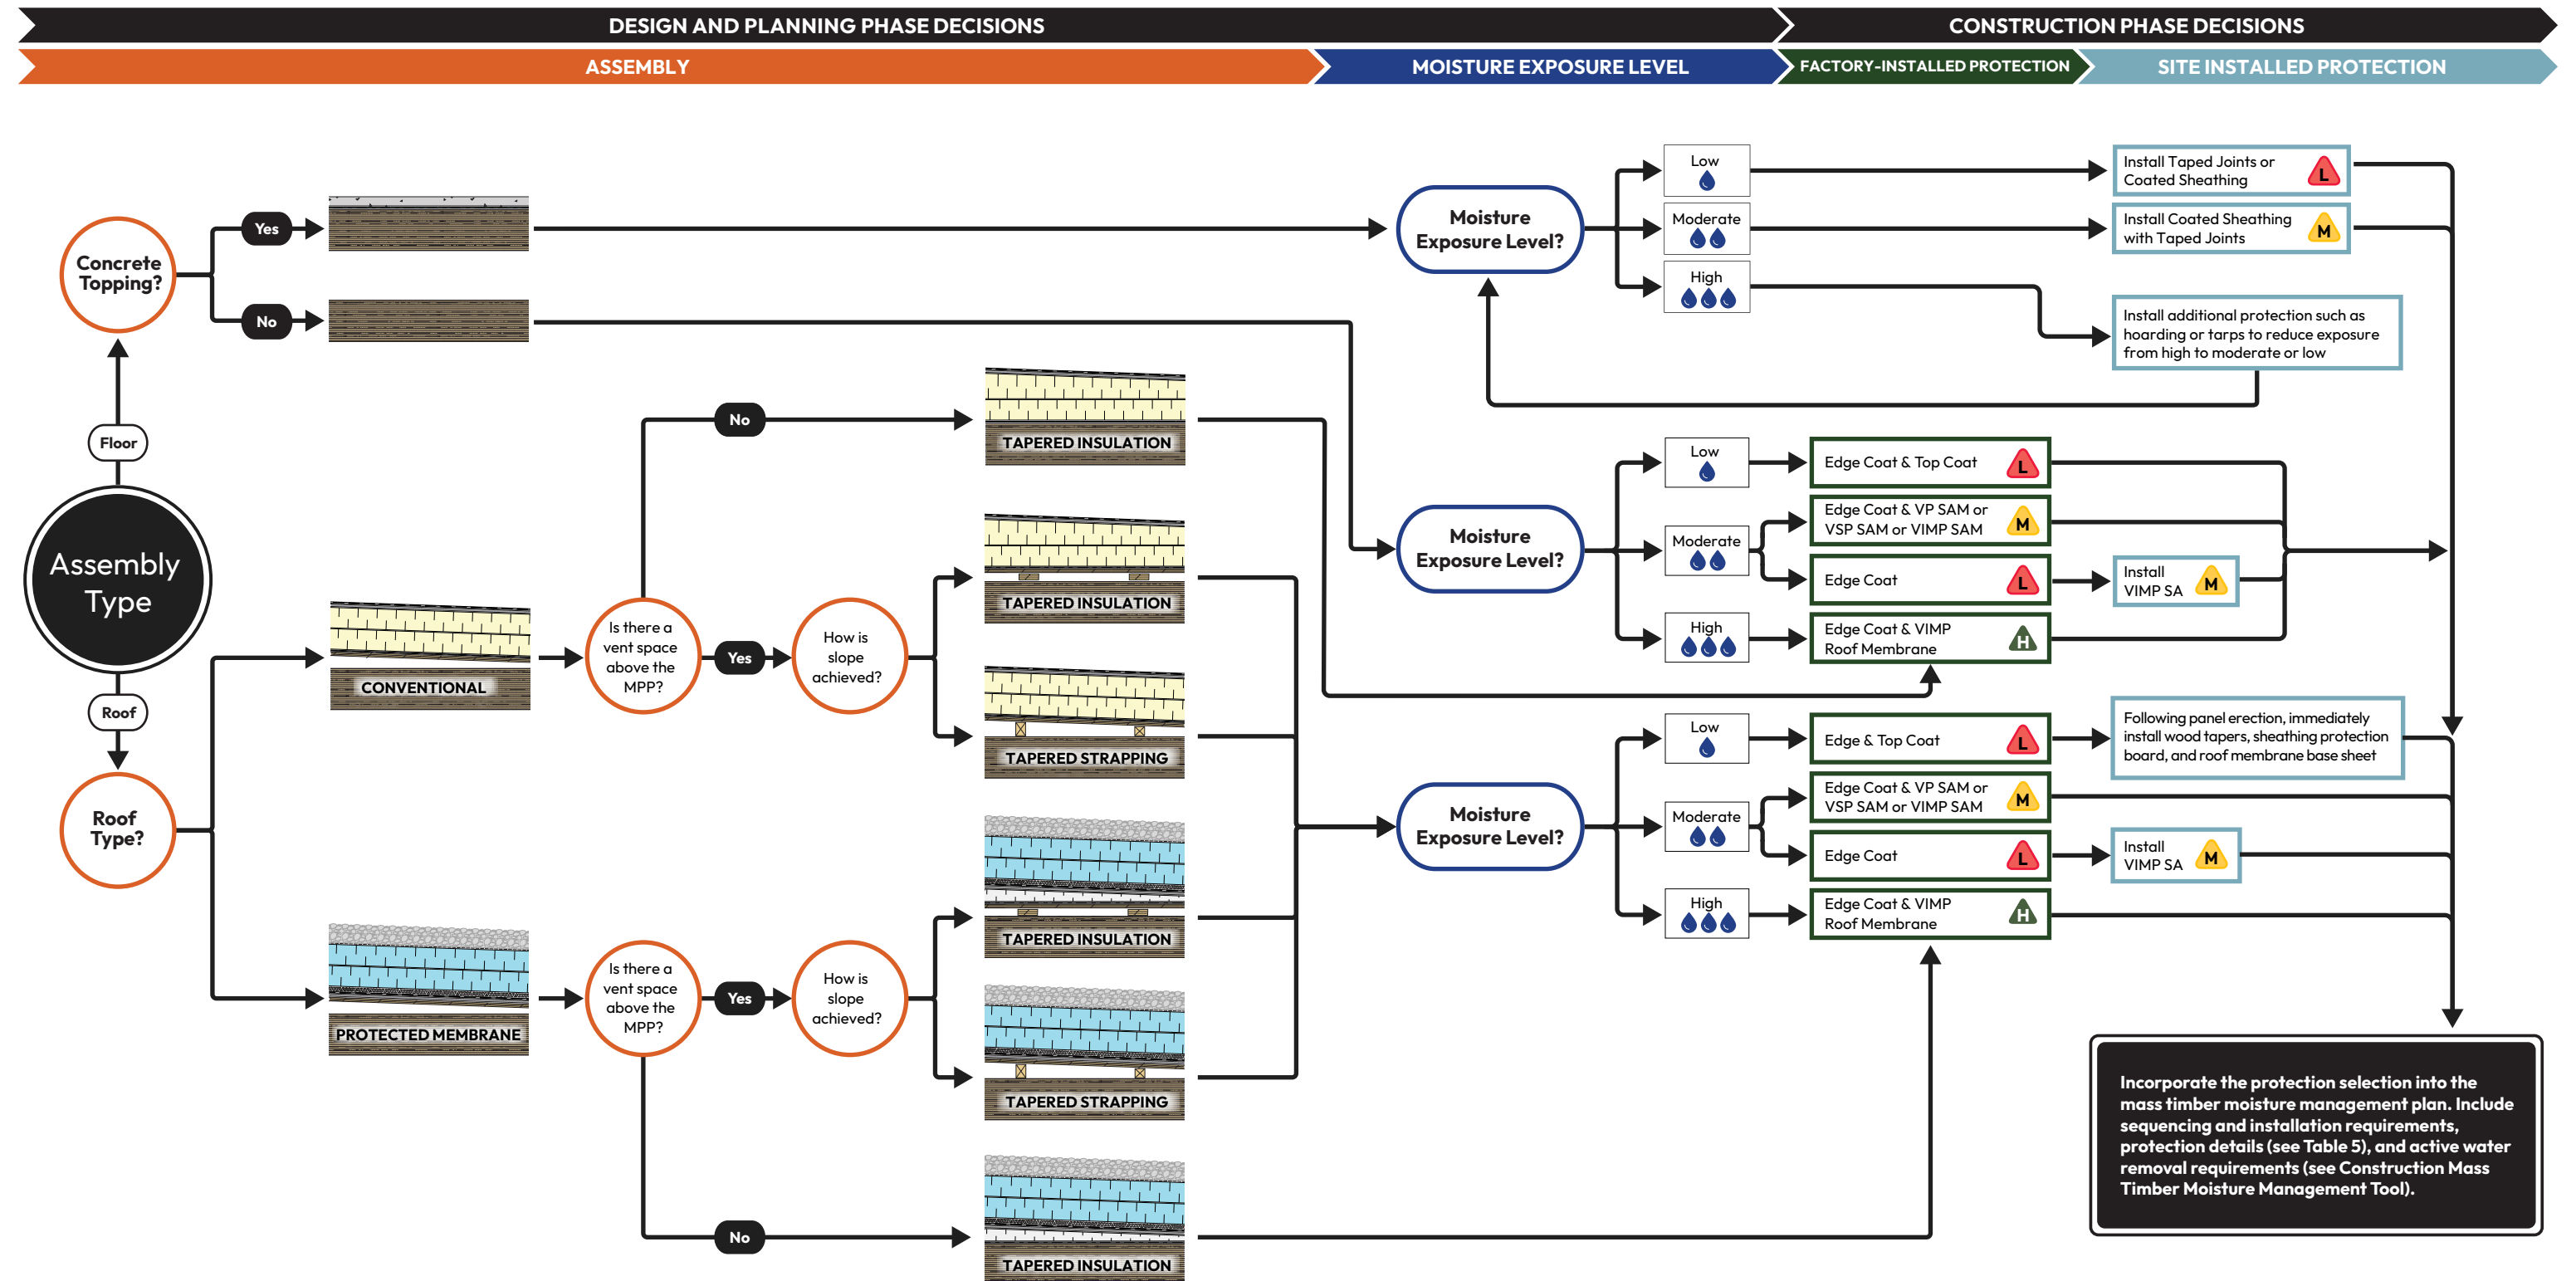 DESIGN AND PLANNING PHASE DECISIONS
CONSTRUCTION PHASE DECISIONS
ASSEMBLY
MOISTURE EXPOSURE LEVEL
FACTORY-INSTALLED PROTECTION
SITE INSTALLED PROTECTION
Assembly
Type
Floor
Concrete
Topping?
Yes
No
Roof
Roof
Type?
CONVENTIONAL
Is there a
vent space
above the
MPP?
No
TAPERED INSULATION
Yes
How is
slope
achieved?
TAPERED INSULATION
TAPERED STRAPPING
PROTECTED MEMBRANE
Is there a
vent space
above the
MPP?
Yes
How is
slope
achieved?
TAPERED INSULATION
TAPERED STRAPPING
No
TAPERED INSULATION
Moisture
Exposure Level?
Low
Install Taped Joints or
Coated Sheathing
L
Moderate
Install Coated Sheathing
with Taped Joints
M
High
Install additional protection such as
hoarding or tarps to reduce exposure
from high to moderate or low
Moisture
Exposure Level?
Low
Edge Coat & Top Coat
L
Moderate
Edge Coat & VP SAM or
VSP SAM or VIMP SAM
M
Edge Coat
L
Install
VIMP SA
M
High
Edge Coat & VIMP
Roof Membrane
H
Moisture
Exposure Level?
Low
Edge & Top Coat
L
Following panel erection, immediately
install wood tapers, sheathing protection
board, and roof membrane base sheet
Moderate
Edge Coat & VP SAM or
VSP SAM or VIMP SAM
M
Edge Coat
L
Install
VIMP SA
M
High
Edge Coat & VIMP
Roof Membrane
H
Incorporate the protection selection into the
mass timber moisture management plan. Include
sequencing and installation requirements,
protection details (see Table 5), and active water
removal requirements (see Construction Mass
Timber Moisture Management Tool).